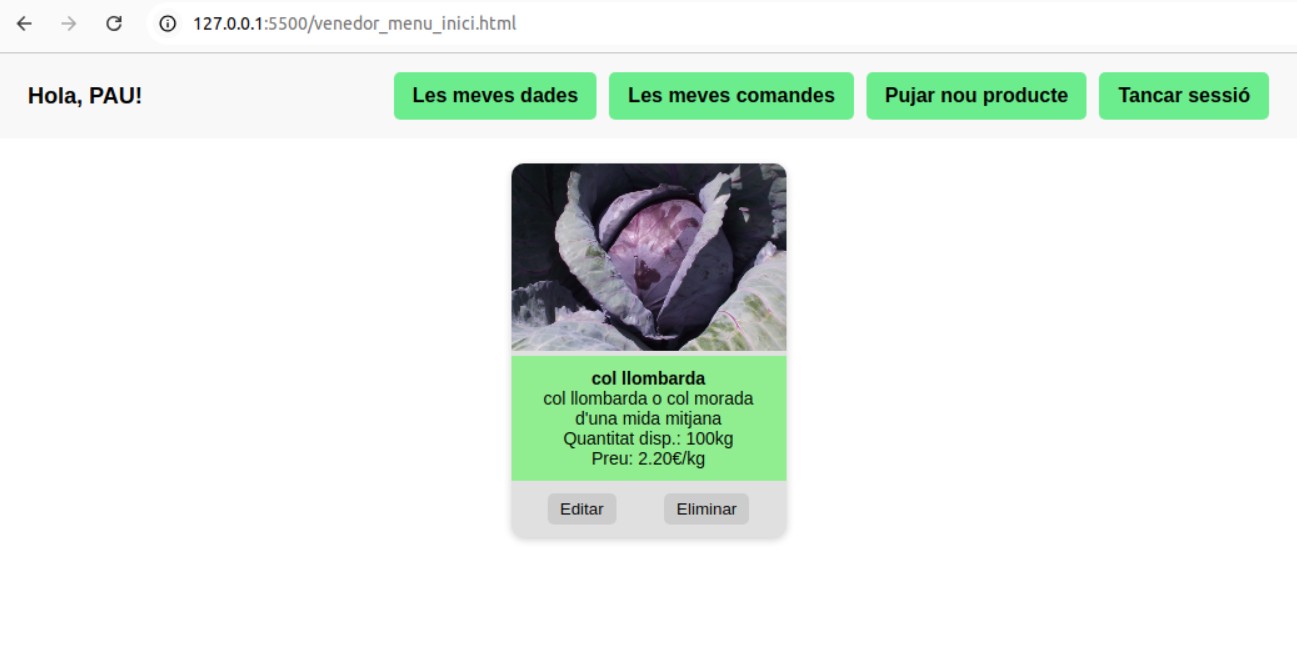 127.0.0.1:5500/venedor_menu_inici.html
Hola, PAU!
Les meves dades
Les meves comandes
Pujar nou producte
Tancar sessió
col llombarda
col llombarda o col morada
d'una mida mitjana
Quantitat disp.: 100kg
Preu: 2.20€/kg
Editar
Eliminar